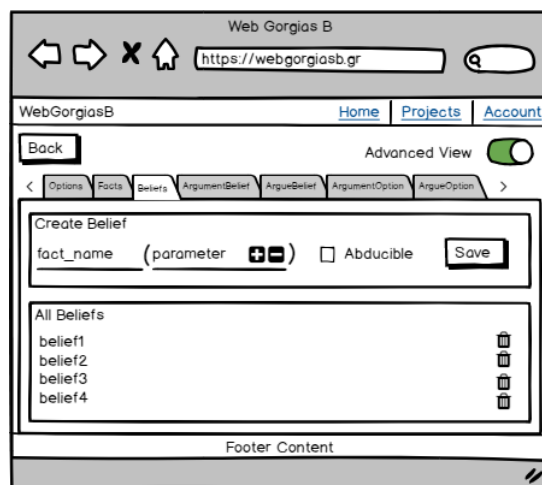 Web Gorgias B
https://webgorgiasb.gr
WebGorgiasB Home Projects Account
Back Advanced View
< Options Facts Beliefs ArgumentBelief ArgueBelief ArgumentOption ArgueOption >
Create Belief
fact_name (parameter ) Abducible Save
All Beliefs
belief1
belief2
belief3
belief4
Footer Content